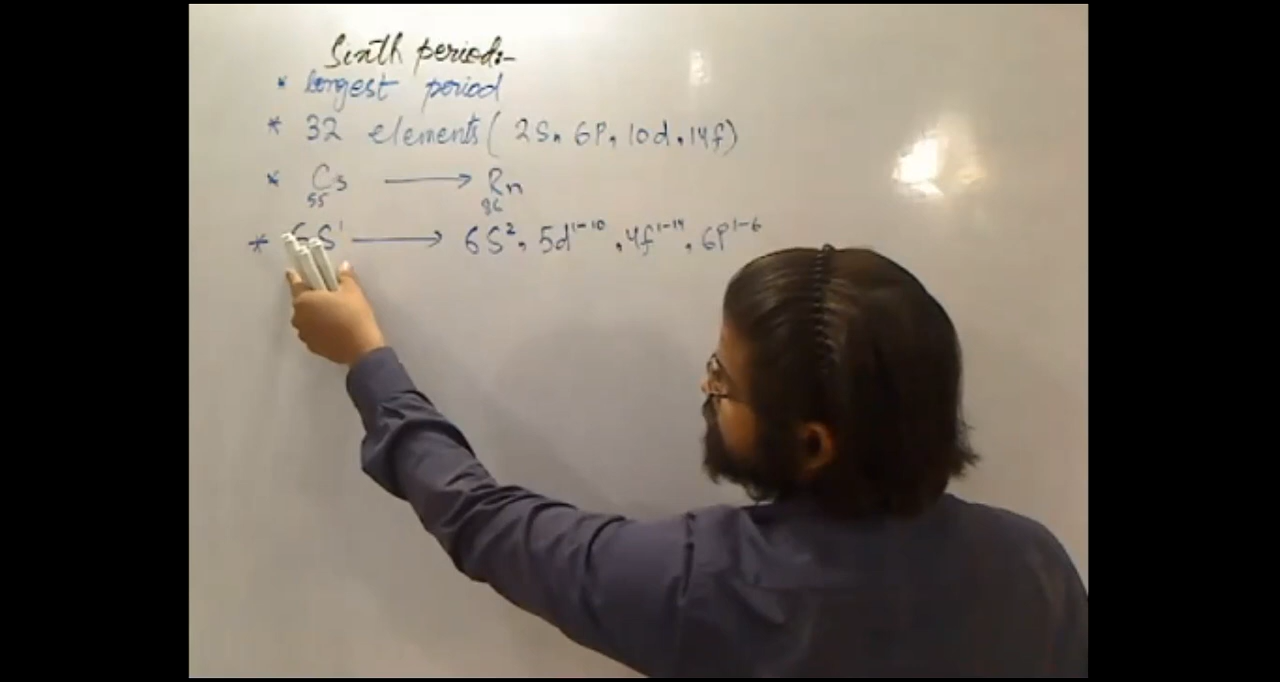 Sixth period:-
* longest period
* 32 elements ( 2S, 6P, 10d, 14f)
* Cs → Rn
55 86
* 6S¹ → 6S², 5d¹⁻¹⁰, 4f¹⁻¹⁴, 6P¹⁻⁶